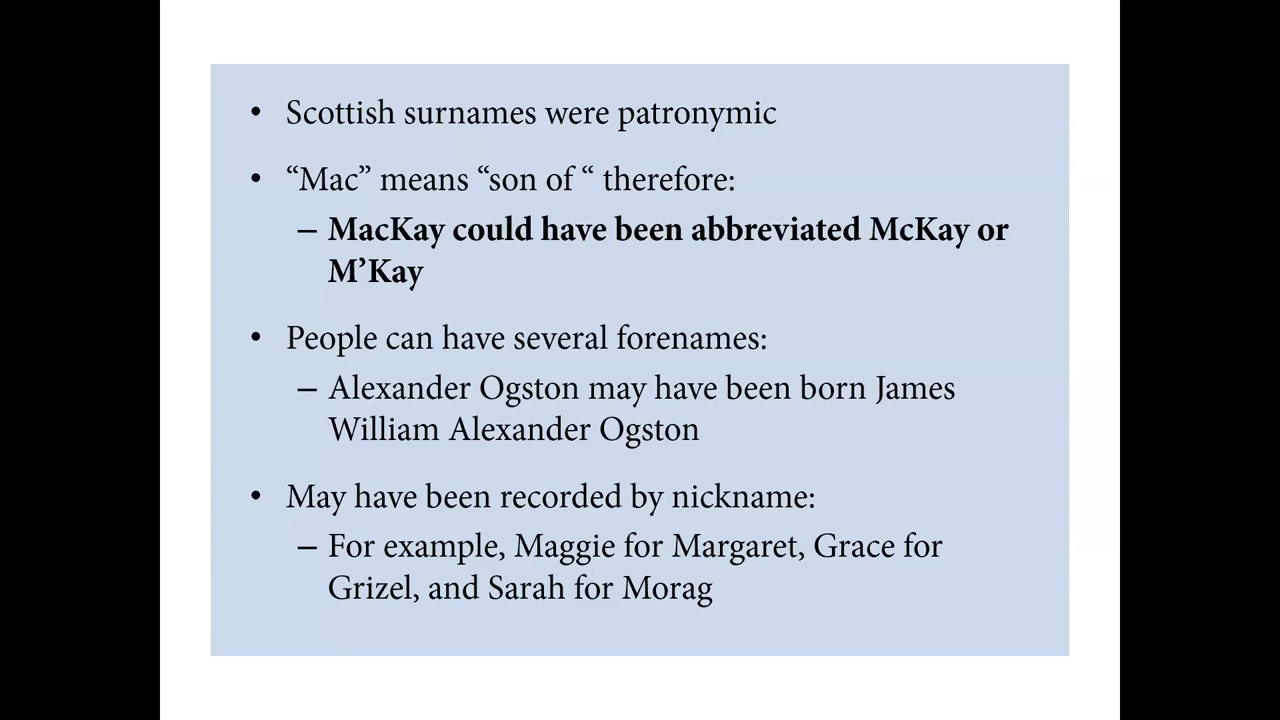 • Scottish surnames were patronymic
• “Mac” means “son of “ therefore:
– MacKay could have been abbreviated McKay or
M’Kay
• People can have several forenames:
– Alexander Ogston may have been born James
William Alexander Ogston
• May have been recorded by nickname:
– For example, Maggie for Margaret, Grace for
Grizel, and Sarah for Morag